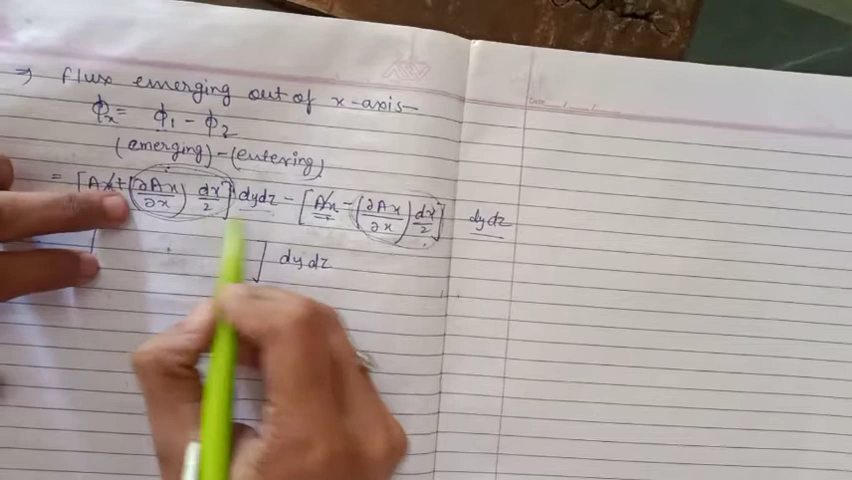 ⇒ flux emerging out of x-axis-
ϕx = ϕ1 - ϕ2
(emerging) - (entering)
= [Ax + (∂Ax/∂x) dx/2] dydz - [Ax - (∂Ax/∂x) dx/2] dydz
] dydz
Date